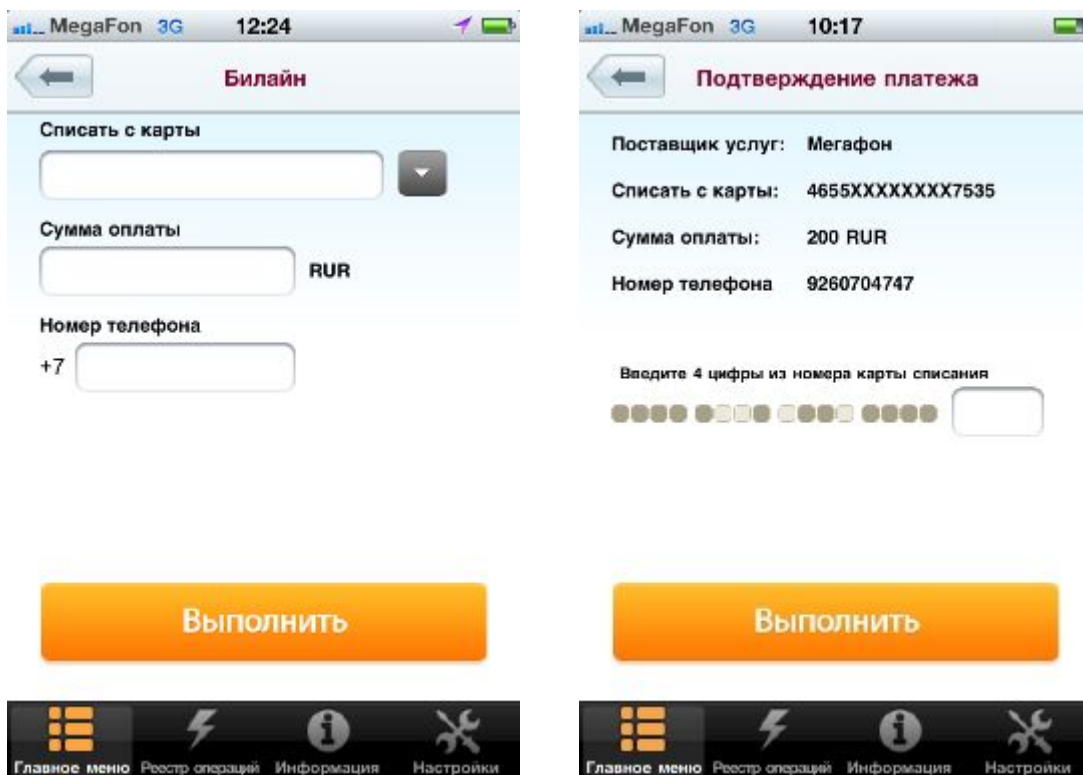 MegaFon 3G 12:24
Билайн
Списать с карты
Сумма оплаты
RUR
Номер телефона
+7
Выполнить
Главное меню Реестр операций Информация Настройки
MegaFon 3G 10:17
Подтверждение платежа
Поставщик услуг: Мегафон
Списать с карты: 4655XXXXXXXX7535
Сумма оплаты: 200 RUR
Номер телефона 9260704747
Введите 4 цифры из номера карты списания
Выполнить
Главное меню Реестр операций Информация Настройки